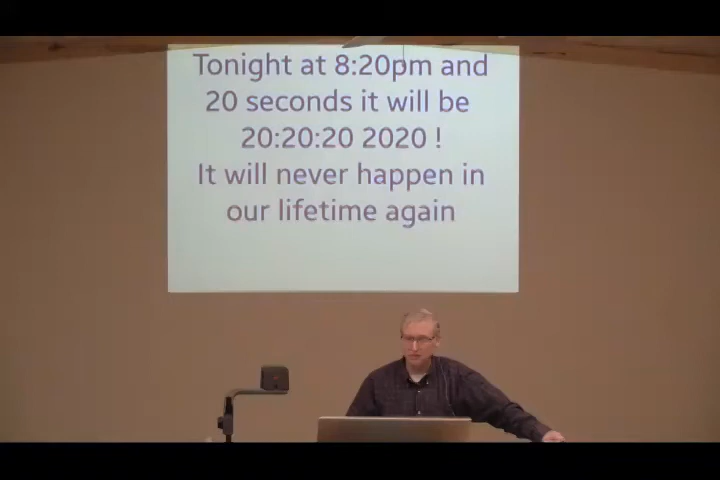 Tonight at 8:20pm and
20 seconds it will be
20:20:20 2020 !
It will never happen in
our lifetime again